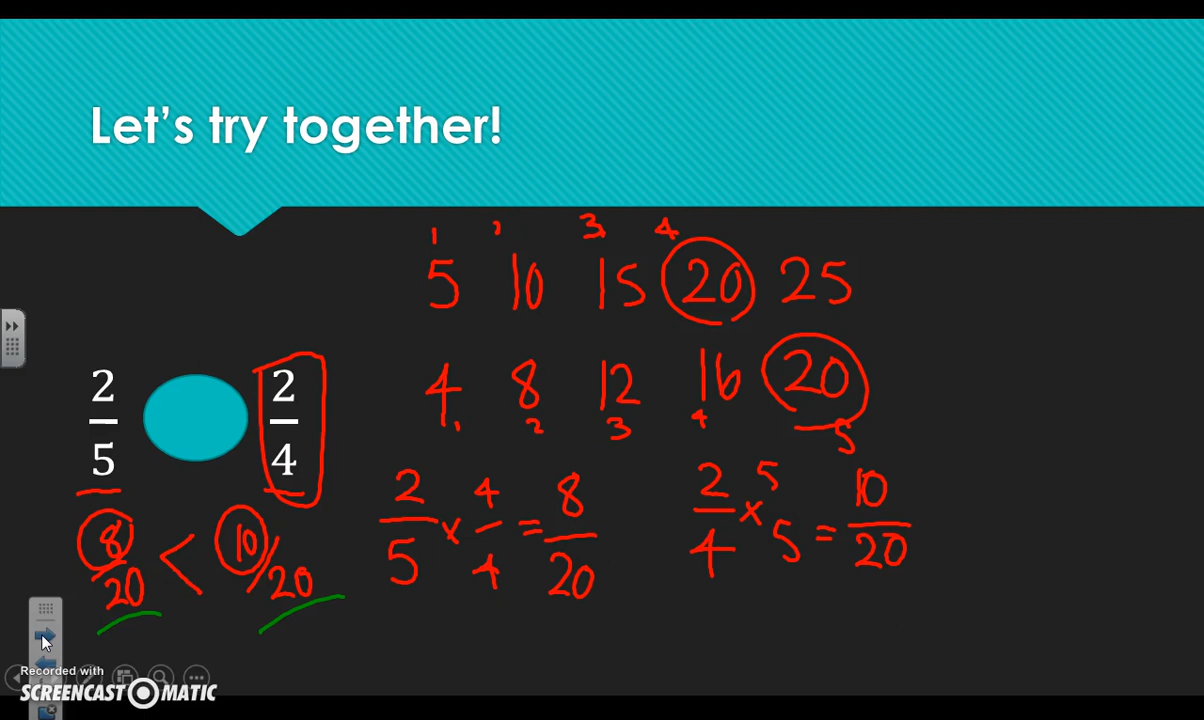 Let's try together!
1 2 3 4
5 10 15 20 25
4 8 12 16 20
1 2 3 4 5
2/5 2/4
8/20 < 10/20
2/5 x 4/4 = 8/20
2/4 x 5/5 = 10/20
Recorded with
SCREENCAST MATIC